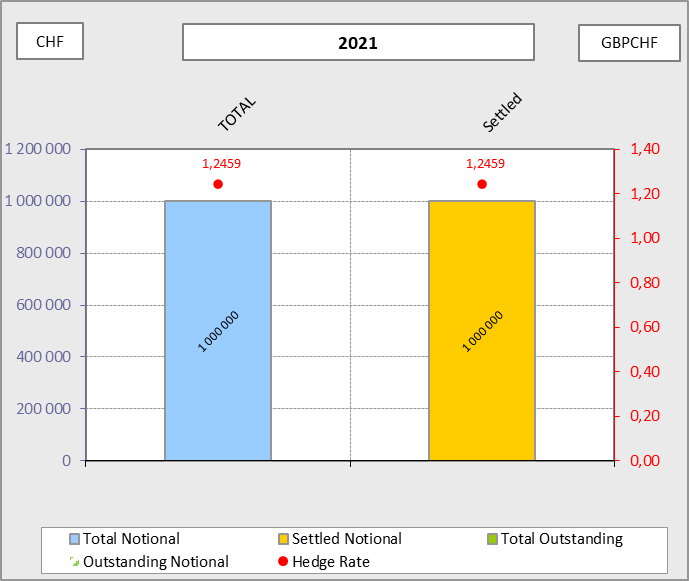 CHF
2021
GBPCHF
TOTAL
Settled
1 200 000
1 000 000
800 000
600 000
400 000
200 000
0
1,2459
1,2459
1 000 000
1 000 000
1,40
1,20
1,00
0,80
0,60
0,40
0,20
0,00
Total Notional
Settled Notional
Total Outstanding
Outstanding Notional
Hedge Rate